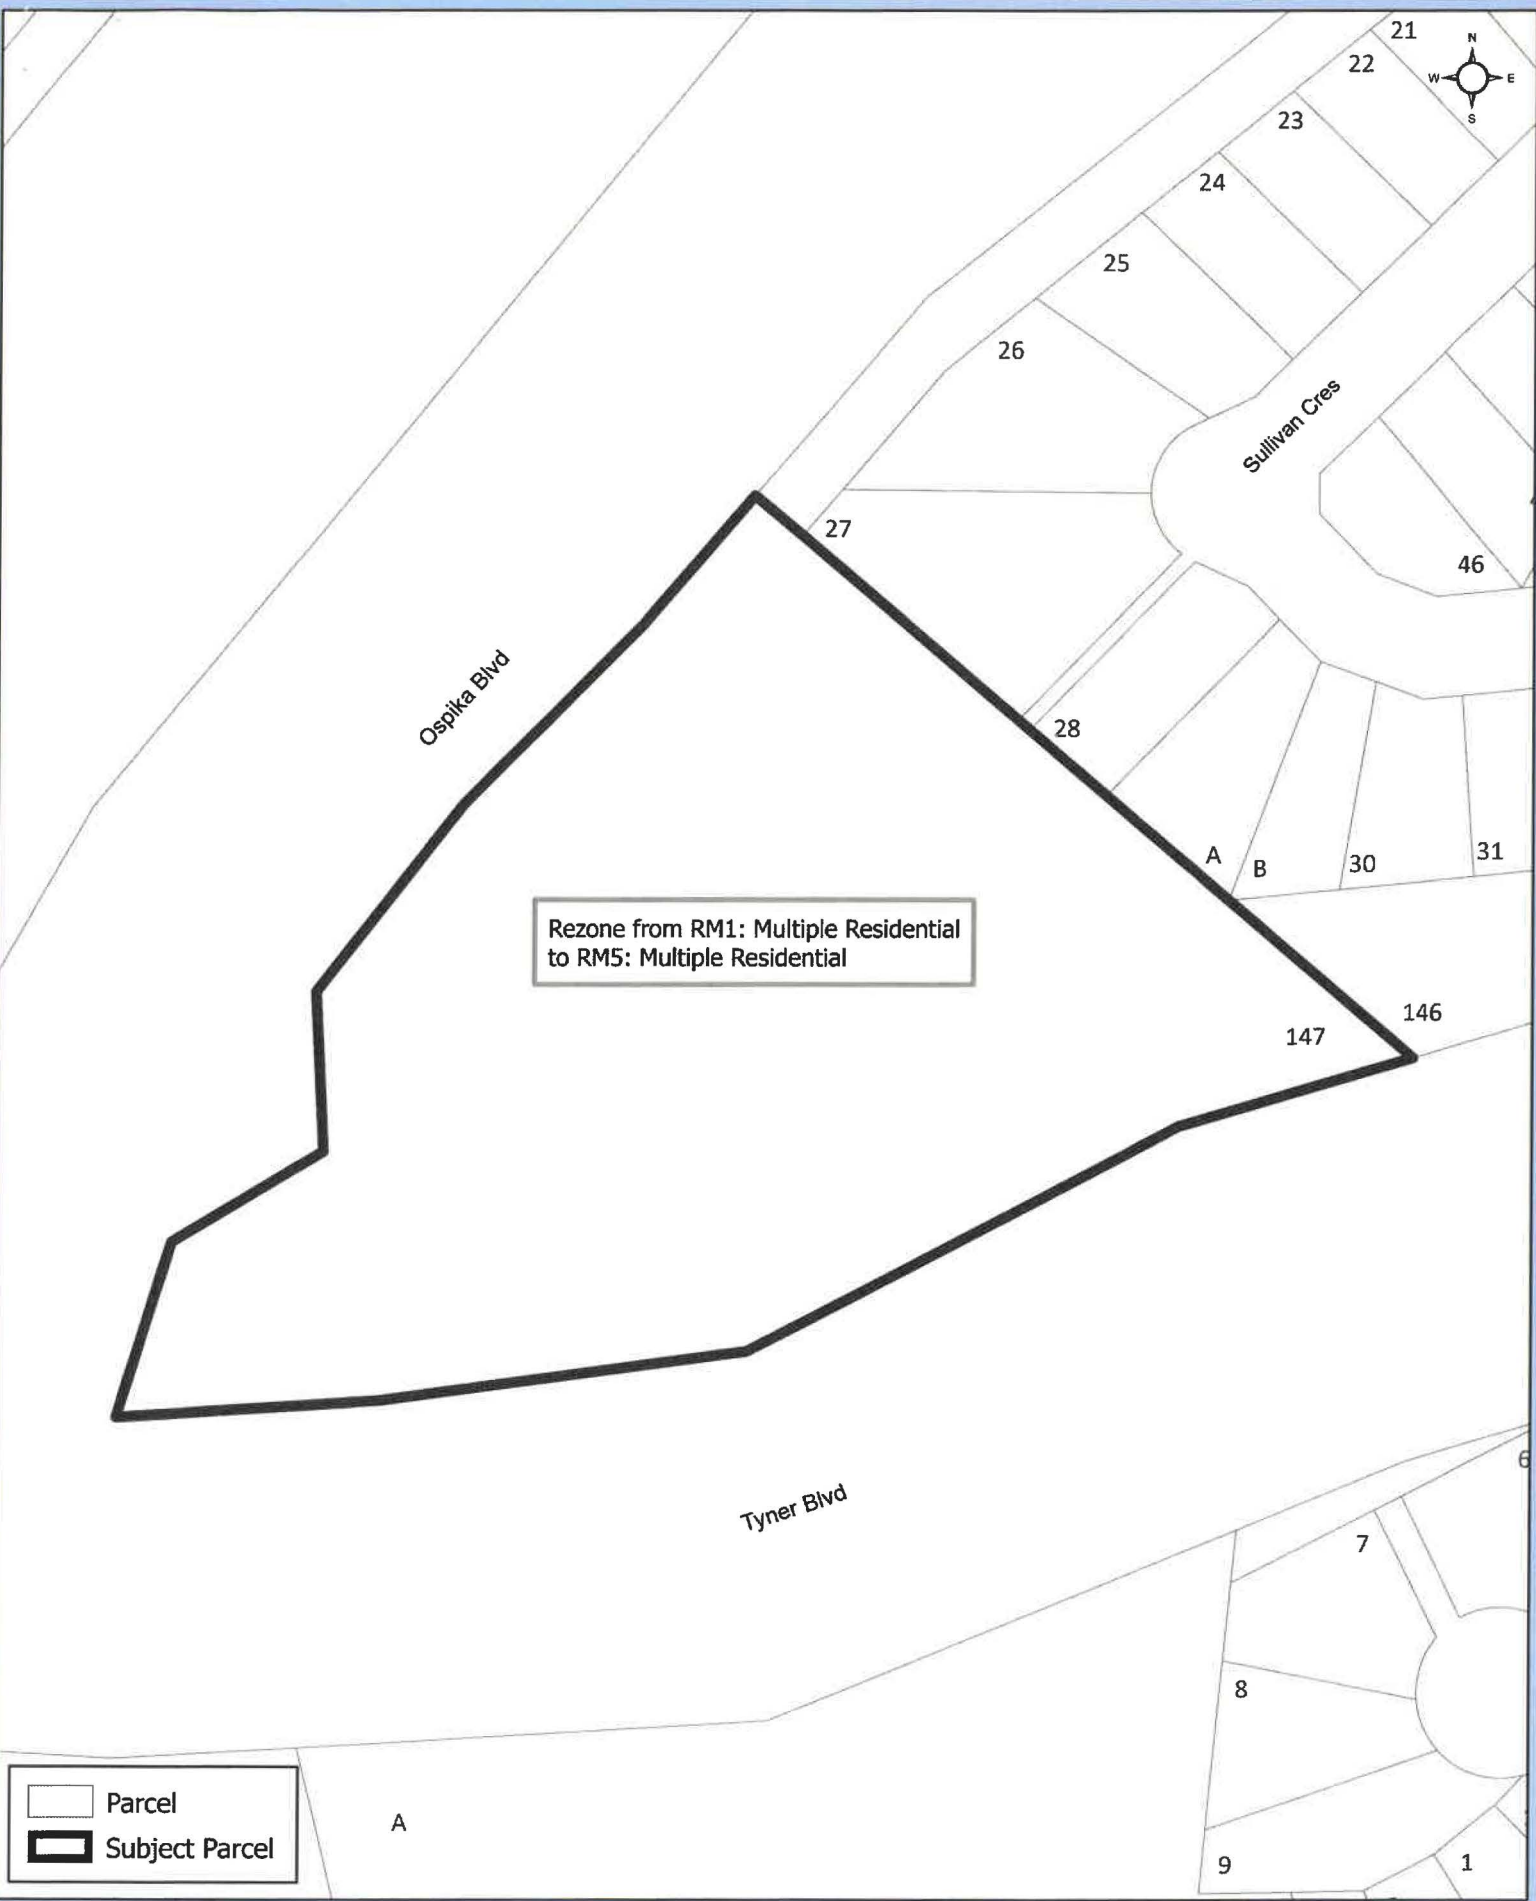 21
N
22
W E
S
23
24
25
26
Sullivan Cres
27
46
Ospika Blvd
28
A
B
30
31
Rezone from RM1: Multiple Residential
to RM5: Multiple Residential
146
147
6
Tyner Blvd
7
8
Parcel
A
Subject Parcel
9
1